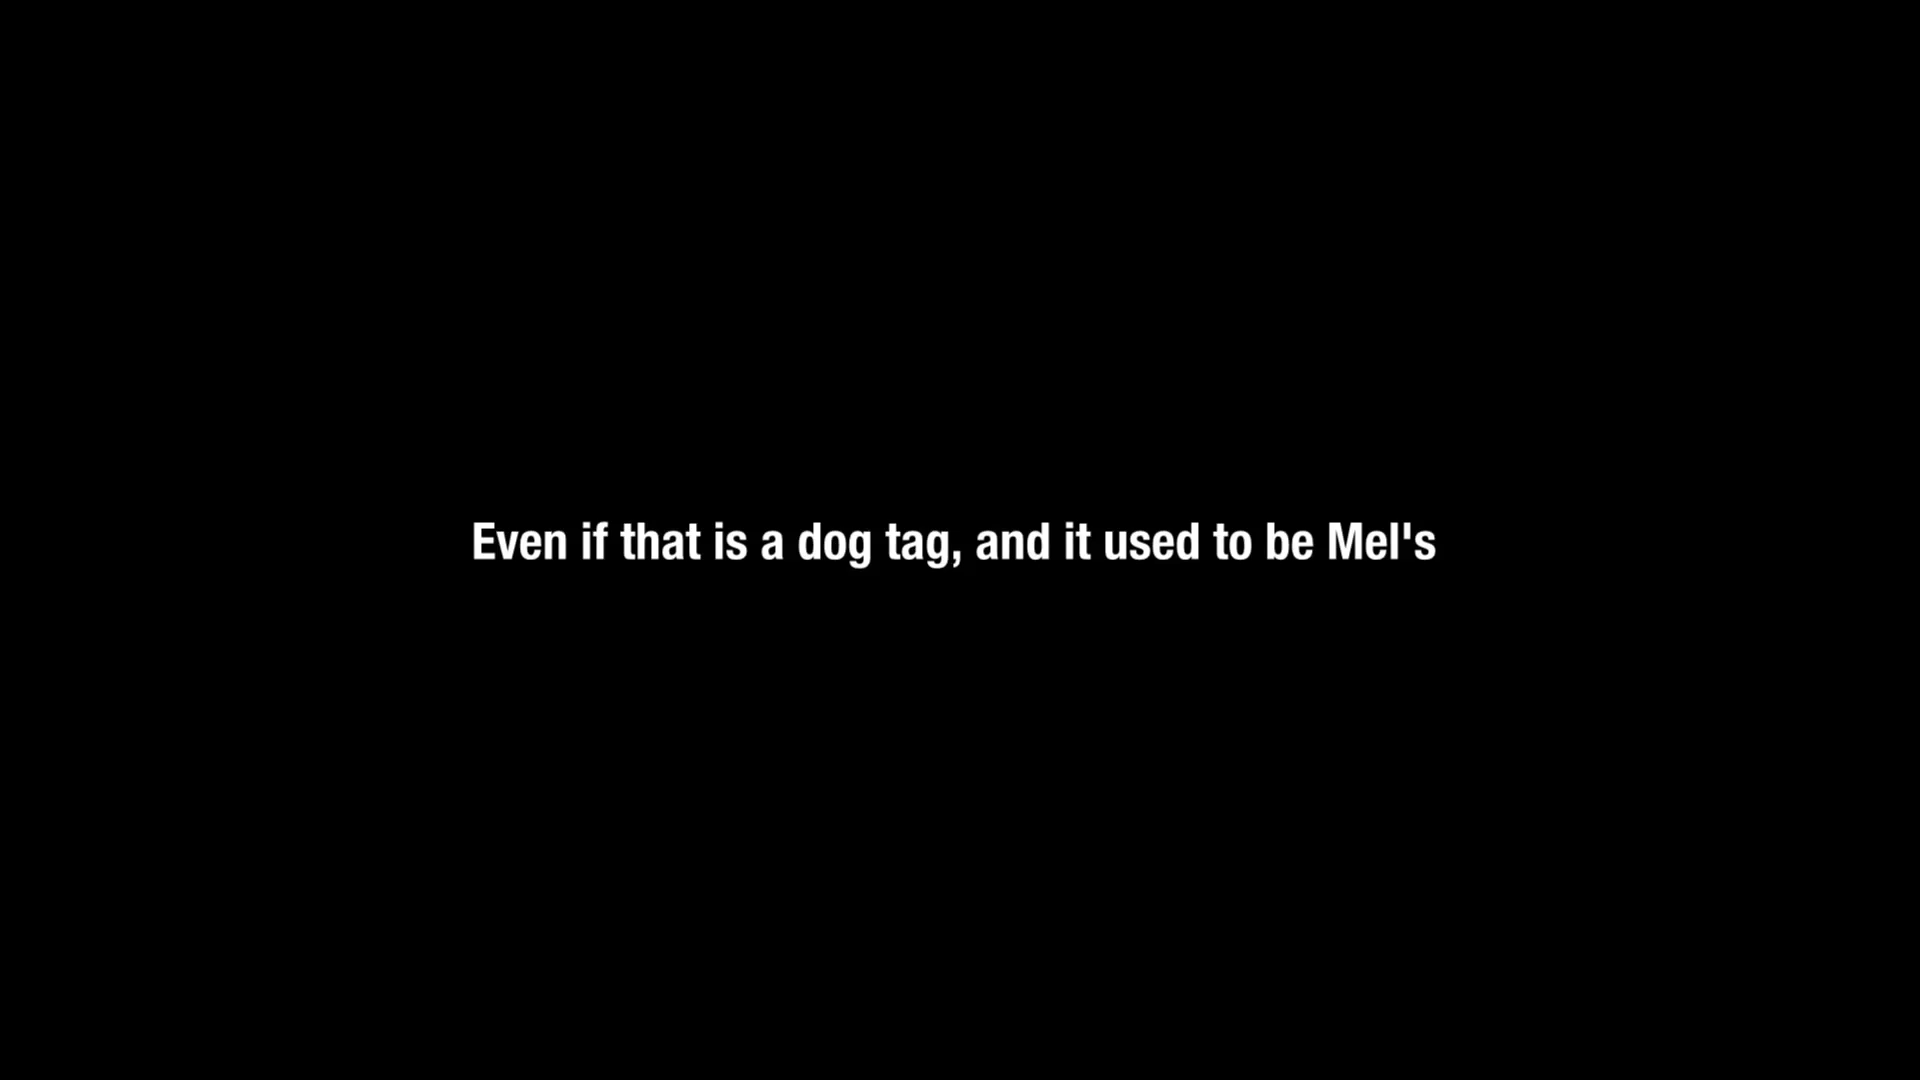 Even if that is a dog tag, and it used to be Mel's